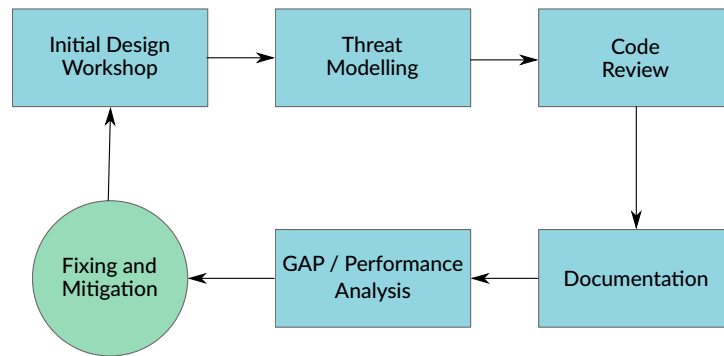 Initial Design
Workshop
Threat
Modelling
Code
Review
Fixing and
Mitigation
GAP / Performance
Analysis
Documentation